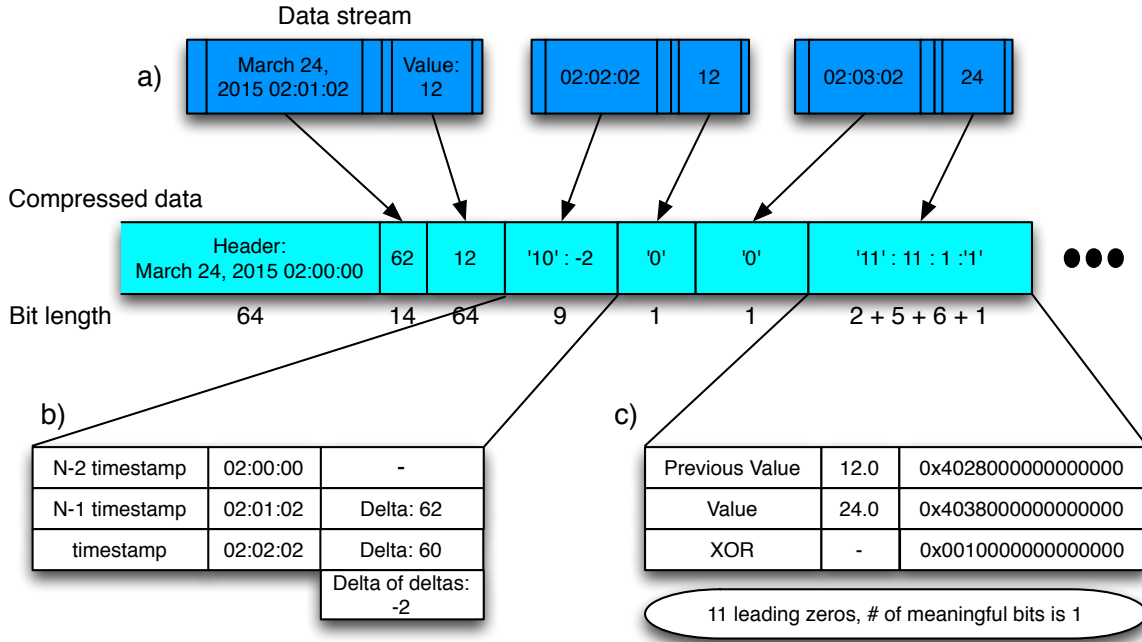 Data stream
a)
March 24,
2015 02:01:02
Value:
12
02:02:02
12
02:03:02
24
Compressed data
Header:
March 24, 2015 02:00:00
62
12
'10' : -2
'0'
'0'
'11' : 11 : 1 :'1'
Bit length
64
14
64
9
1
1
2 + 5 + 6 + 1
b)
N-2 timestamp 02:00:00 -
N-1 timestamp 02:01:02 Delta: 62
timestamp 02:02:02 Delta: 60
Delta of deltas:
-2
c)
Previous Value 12.0 0x4028000000000000
Value 24.0 0x4038000000000000
XOR - 0x0010000000000000
11 leading zeros, # of meaningful bits is 1